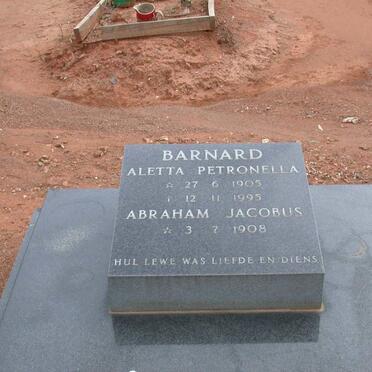 BARNARD
ALETTA PETRONELLA
☆ 27 6 1905
† 12 11 1995
ABRAHAM JACOBUS
☆ 3 7 1908
HUL LEWE WAS LIEFDE EN DIENS